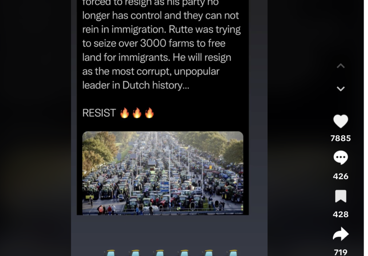 forced to resign as his party no
longer has control and they can not
rein in immigration. Rutte was trying
to seize over 3000 farms to free
land for immigrants. He will resign
as the most corrupt, unpopular
leader in Dutch history...
RESIST 🔥🔥🔥
7885
426
428
719